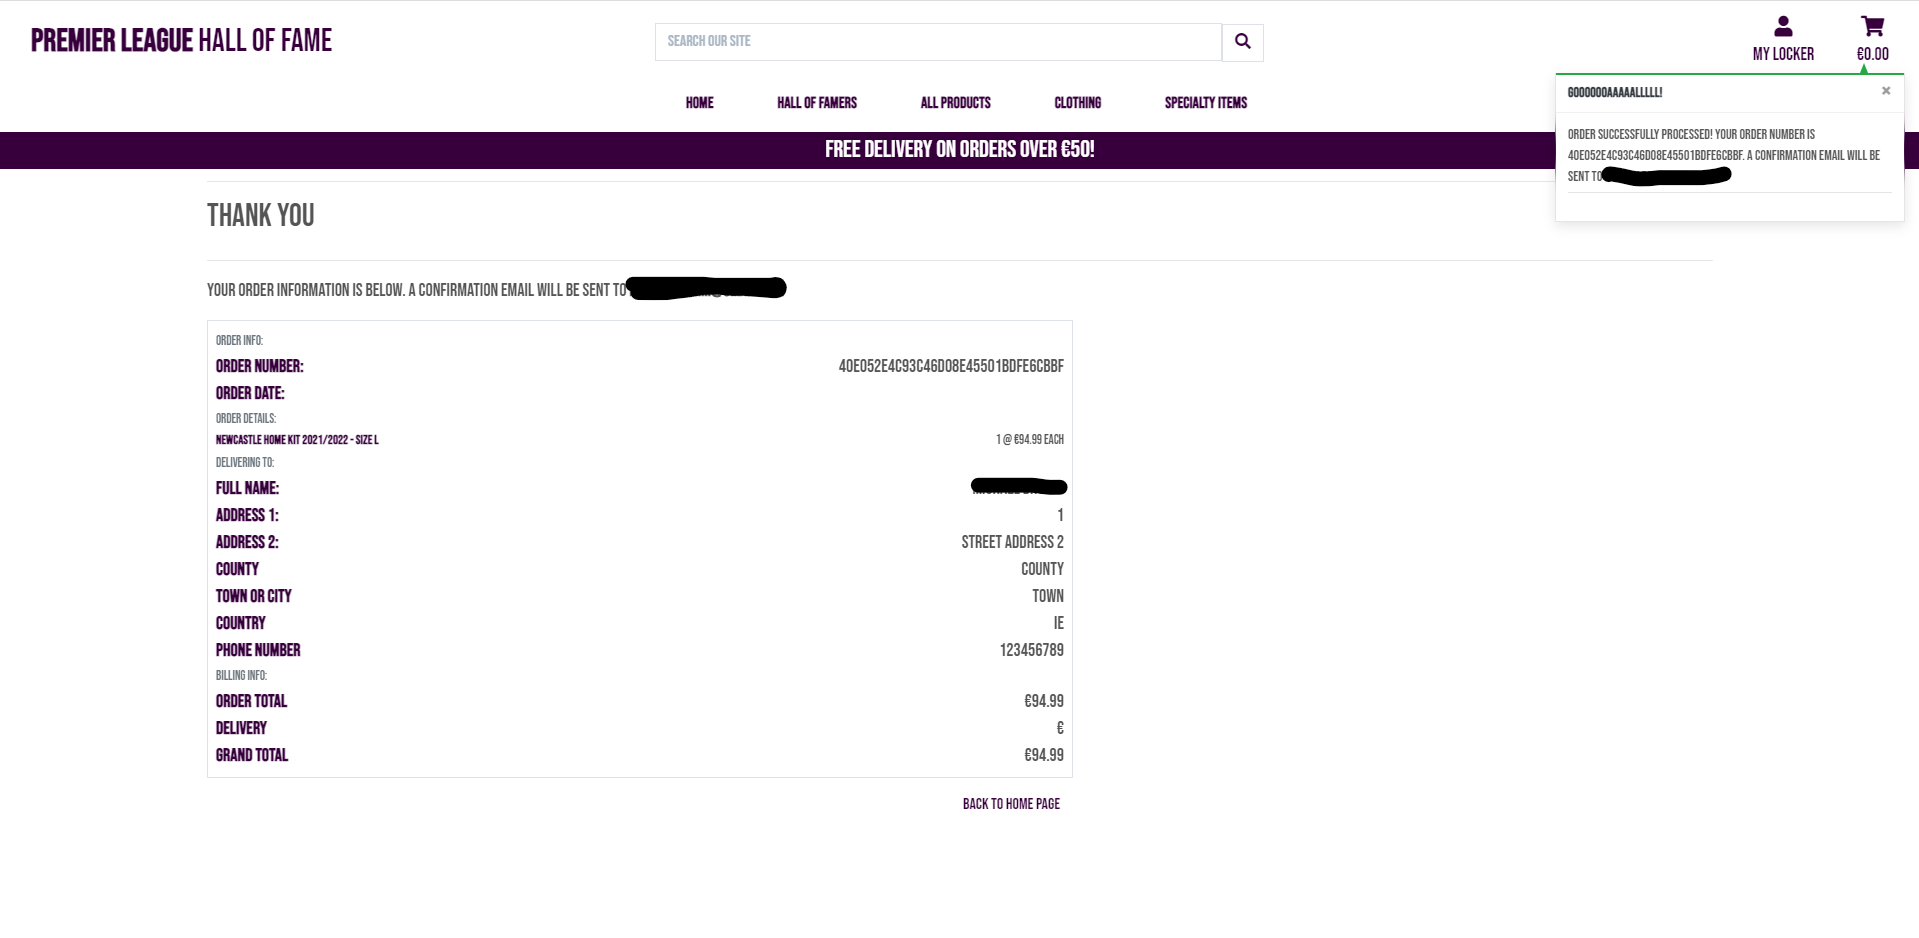 PREMIER LEAGUE HALL OF FAME
SEARCH OUR SITE
MY LOCKER
€0.00
HOME
HALL OF FAMERS
ALL PRODUCTS
CLOTHING
SPECIALTY ITEMS
FREE DELIVERY ON ORDERS OVER €50!
GOOOOOOAAAAALLLLL!
×
ORDER SUCCESSFULLY PROCESSED! YOUR ORDER NUMBER IS
40E052E4C93C46D08E45501BDFE6CBBF. A CONFIRMATION EMAIL WILL BE
SENT TO
THANK YOU
YOUR ORDER INFORMATION IS BELOW. A CONFIRMATION EMAIL WILL BE SENT TO
ORDER INFO:
ORDER NUMBER: 40E052E4C93C46D08E45501BDFE6CBBF
ORDER DATE:
ORDER DETAILS:
NEWCASTLE HOME KIT 2021/2022 - SIZE L 1 @ €94.99 EACH
DELIVERING TO:
FULL NAME:
ADDRESS 1: 1
ADDRESS 2: STREET ADDRESS 2
COUNTY COUNTY
TOWN OR CITY TOWN
COUNTRY IE
PHONE NUMBER 123456789
BILLING INFO:
ORDER TOTAL €94.99
DELIVERY €
GRAND TOTAL €94.99
BACK TO HOME PAGE